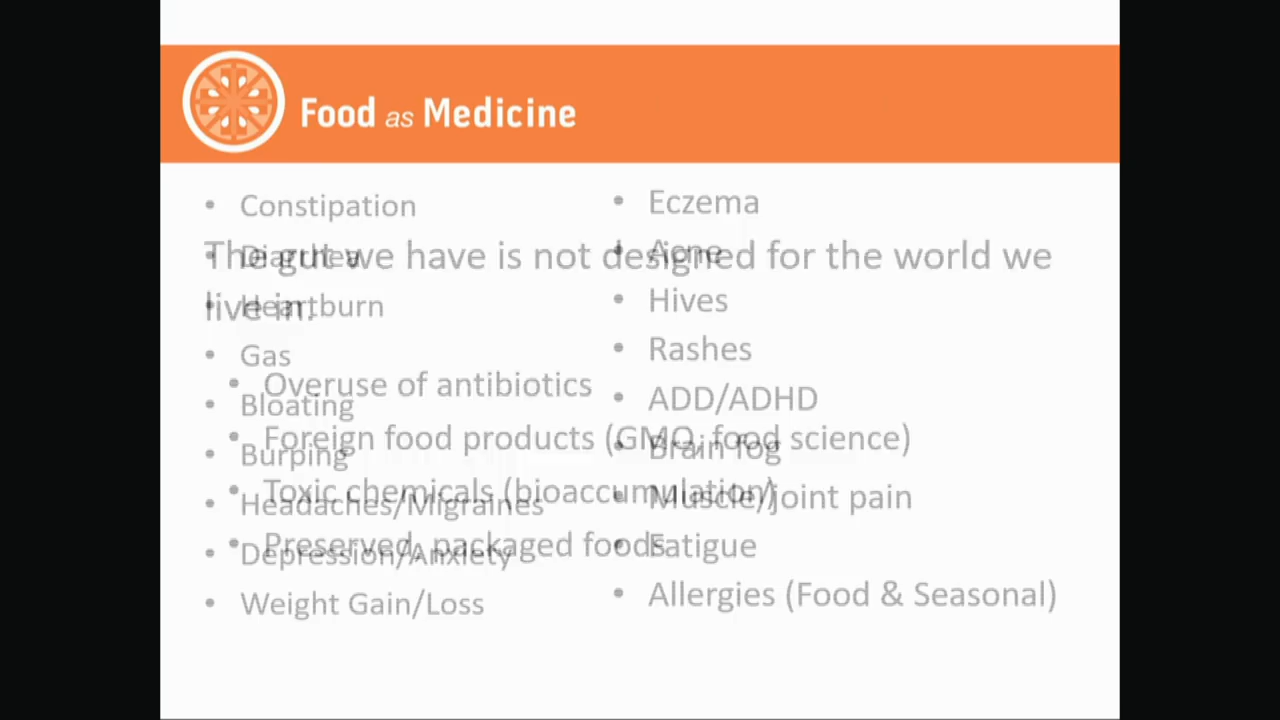 Food as Medicine
The gut we have is not designed for the world we
live in.
• Overuse of antibiotics
• Foreign food products (GMO, food science)
• Toxic chemicals (bioaccumulation)
• Preserved, packaged foods
• Constipation
• Diarrhea
• Heartburn
• Gas
• Bloating
• Burping
• Headaches/Migraines
• Depression/Anxiety
• Weight Gain/Loss
• Eczema
• Acne
• Hives
• Rashes
• ADD/ADHD
• Brain fog
• Muscle/joint pain
• Fatigue
• Allergies (Food & Seasonal)